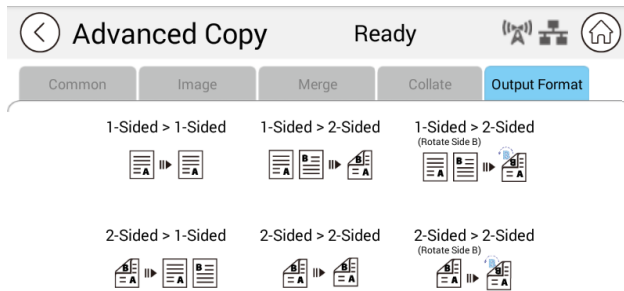 Advanced Copy Ready
Common Image Merge Collate Output Format
1-Sided > 1-Sided 1-Sided > 2-Sided 1-Sided > 2-Sided
(Rotate Side B)
A A A B B A A B B A
2-Sided > 1-Sided 2-Sided > 2-Sided 2-Sided > 2-Sided
(Rotate Side B)
B A A B B A B A B A B A